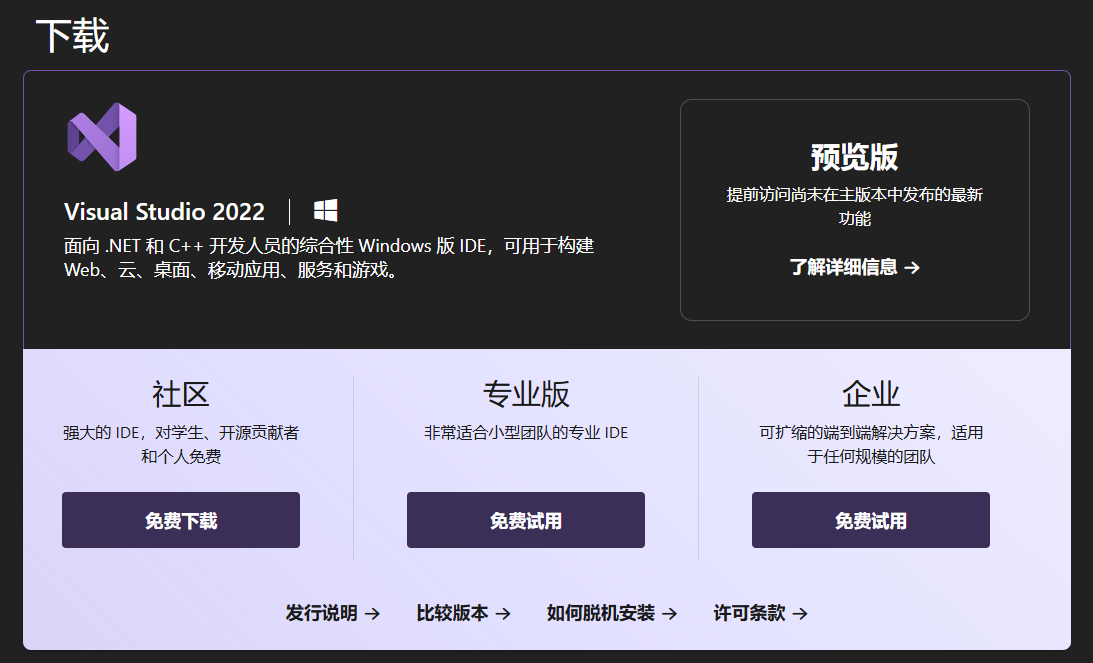 下载
Visual Studio 2022
面向 .NET 和 C++ 开发人员的综合性 Windows 版 IDE，可用于构建
Web、云、桌面、移动应用、服务和游戏。
预览版
提前访问尚未在主版本中发布的最新
功能
了解详细信息 →
社区
强大的 IDE，对学生、开源贡献者
和个人免费
免费下载
专业版
非常适合小型团队的专业 IDE
免费试用
企业
可扩缩的端到端解决方案，适用
于任何规模的团队
免费试用
发行说明 → 比较版本 → 如何脱机安装 → 许可条款 →